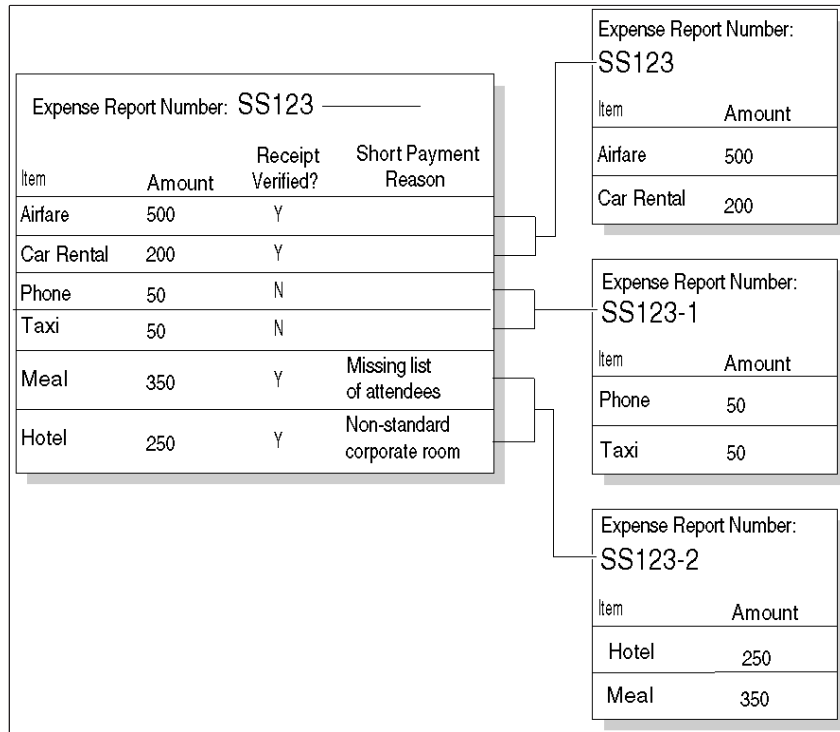 Expense Report Number: SS123
Item Amount Receipt Verified? Short Payment Reason
Airfare 500 Y
Car Rental 200 Y
Phone 50 N
Taxi 50 N
Meal 350 Y Missing list of attendees
Hotel 250 Y Non-standard corporate room
Expense Report Number:
SS123
Item Amount
Airfare 500
Car Rental 200
Expense Report Number:
SS123-1
Item Amount
Phone 50
Taxi 50
Expense Report Number:
SS123-2
Item Amount
Hotel 250
Meal 350